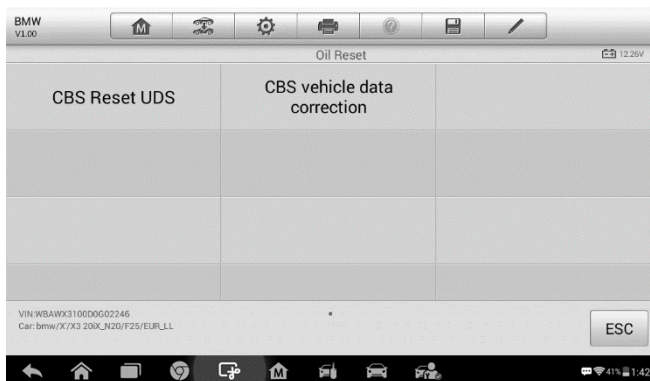 BMW
V1.00
Oil Reset
12.26V
CBS Reset UDS
CBS vehicle data
correction
VIN:WBAWX3100D0G02246
Car: bmw/X'/X3 20iX_N20/F25/EUR_LL
ESC
41%
1:42